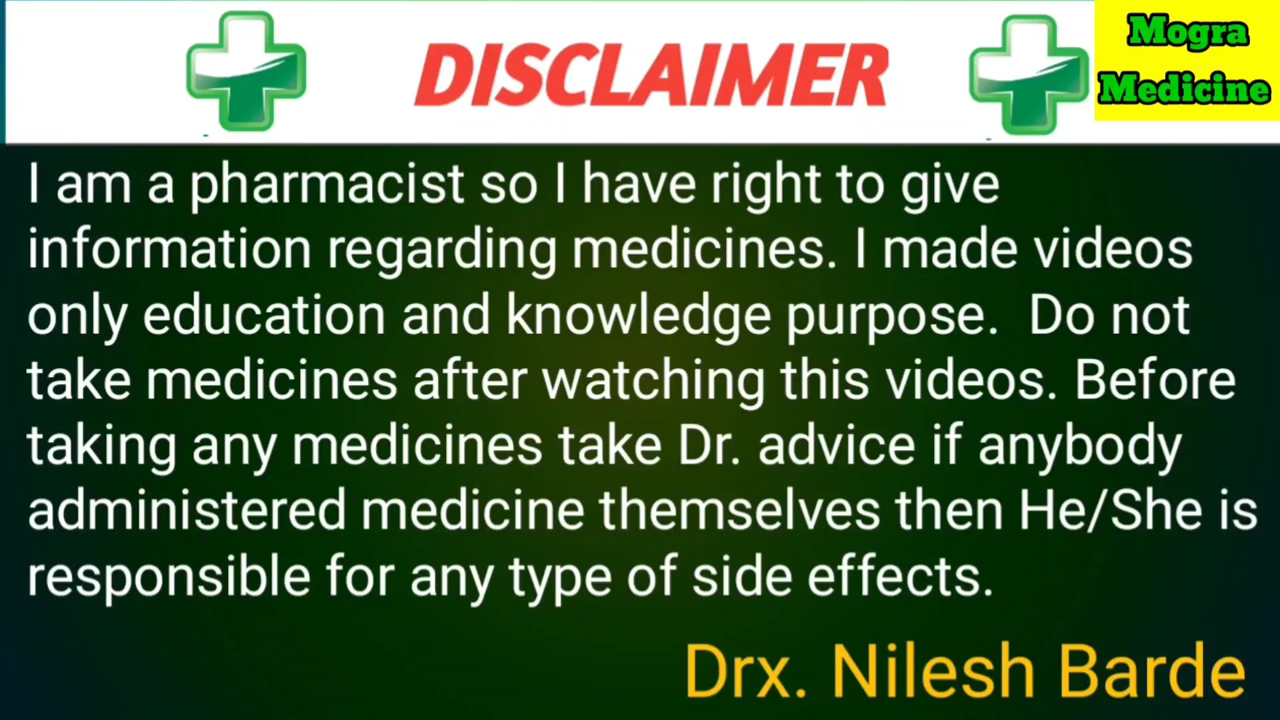 DISCLAIMER
Mogra
Medicine
I am a pharmacist so I have right to give
information regarding medicines. I made videos
only education and knowledge purpose. Do not
take medicines after watching this videos. Before
taking any medicines take Dr. advice if anybody
administered medicine themselves then He/She is
responsible for any type of side effects.
Drx. Nilesh Barde